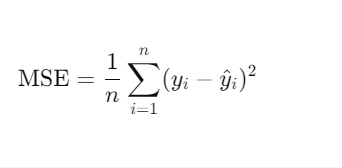 MSE = \frac{1}{n} \sum_{i=1}^{n} (y_i - \hat{y}_i)^2